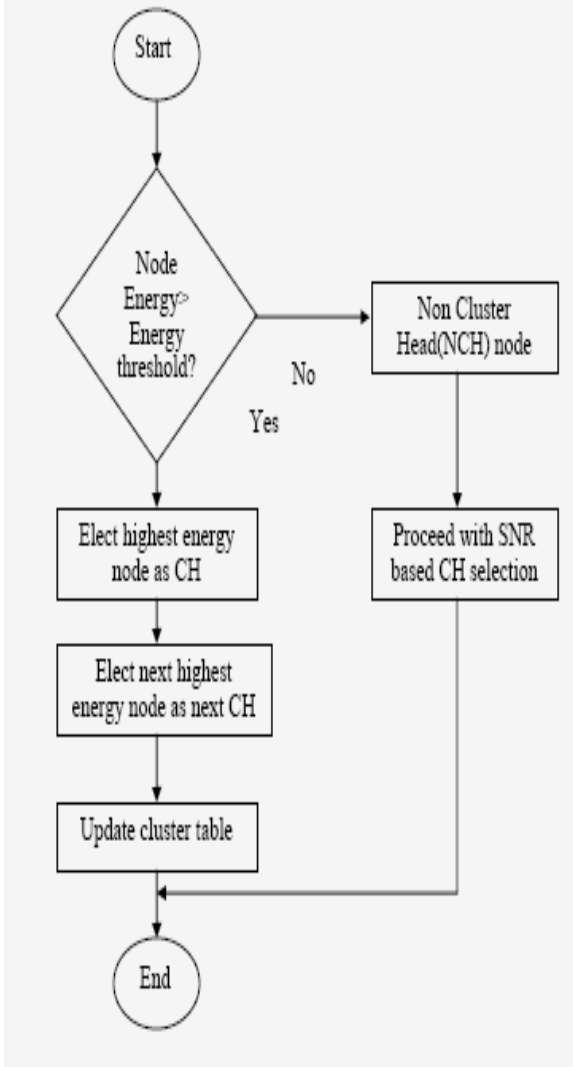 Start
Node
Energy>
Energy
threshold?
Non Cluster
Head(NCH) node
No
Yes
Elect highest energy
node as CH
Proceed with SNR
based CH selection
Elect next highest
energy node as next CH
Update cluster table
End